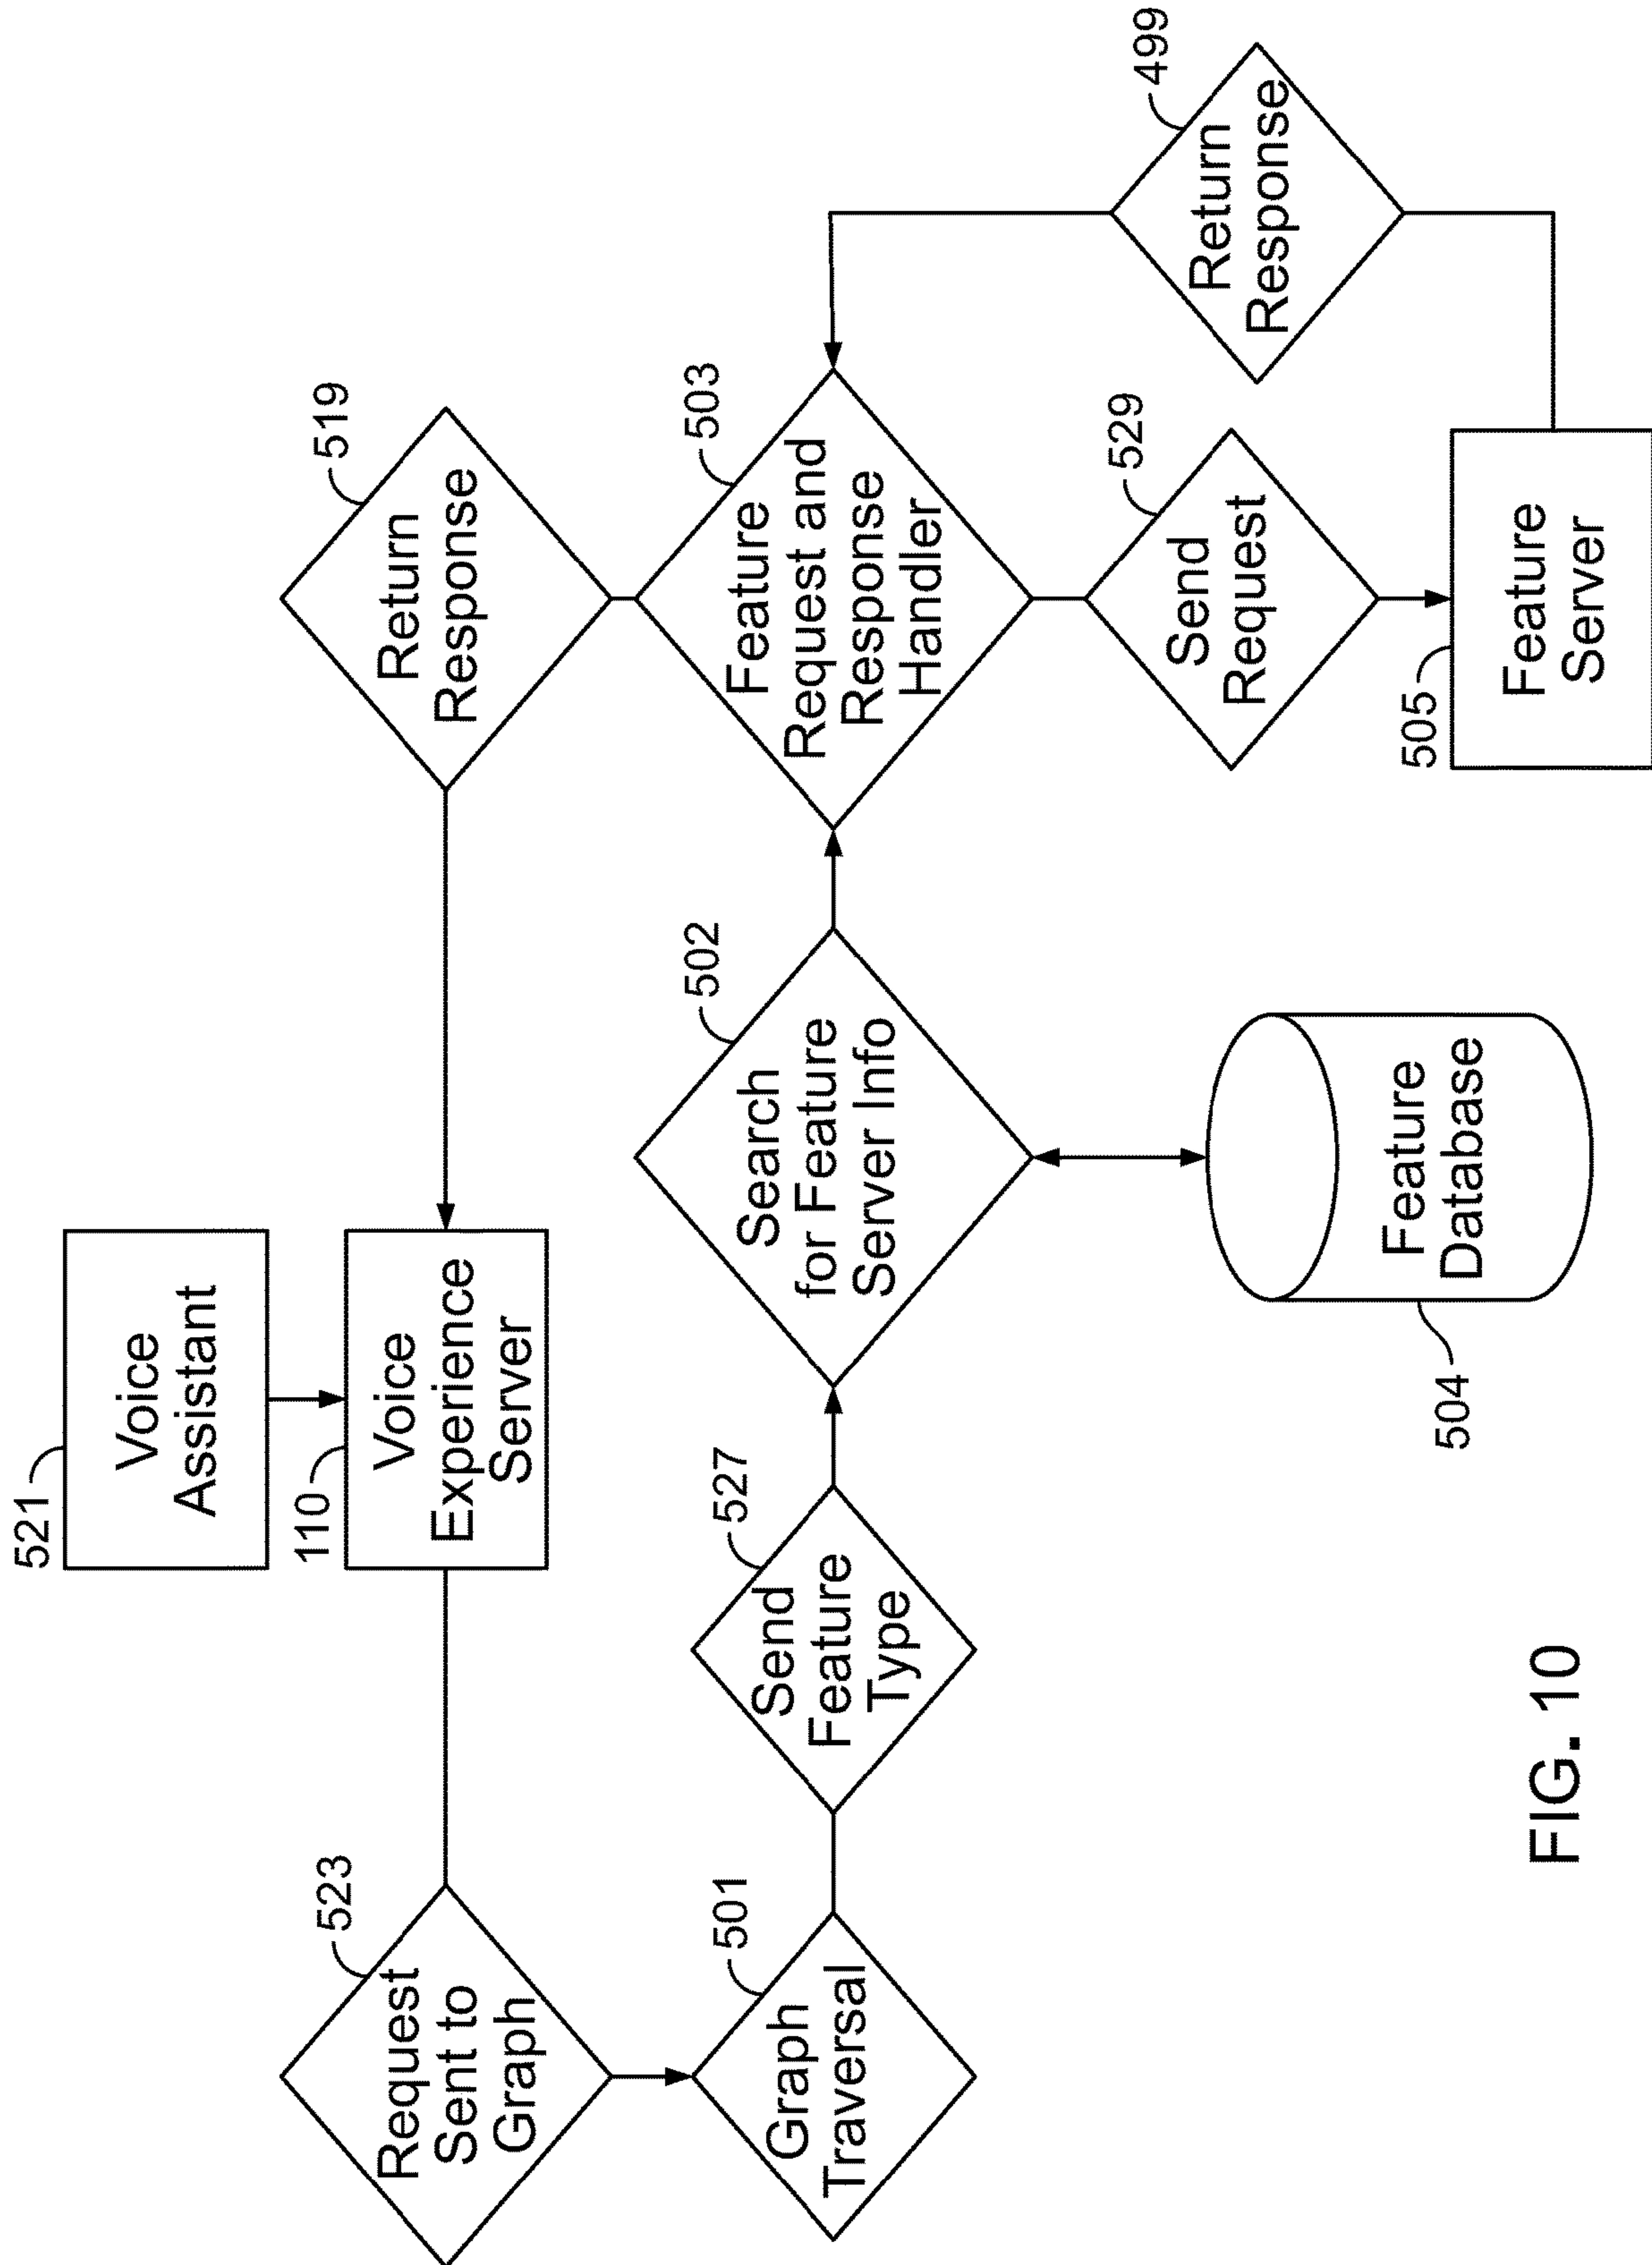 521
Voice
Assistant
110
Voice
Experience
Server
523
Request
Sent to
Graph
519
Return
Response
501
Graph
Traversal
527
Send
Feature
Type
502
Search
for Feature
Server Info
503
Feature
Request and
Response
Handler
499
Return
Response
529
Send
Request
504
Feature
Database
505
Feature
Server
FIG. 10